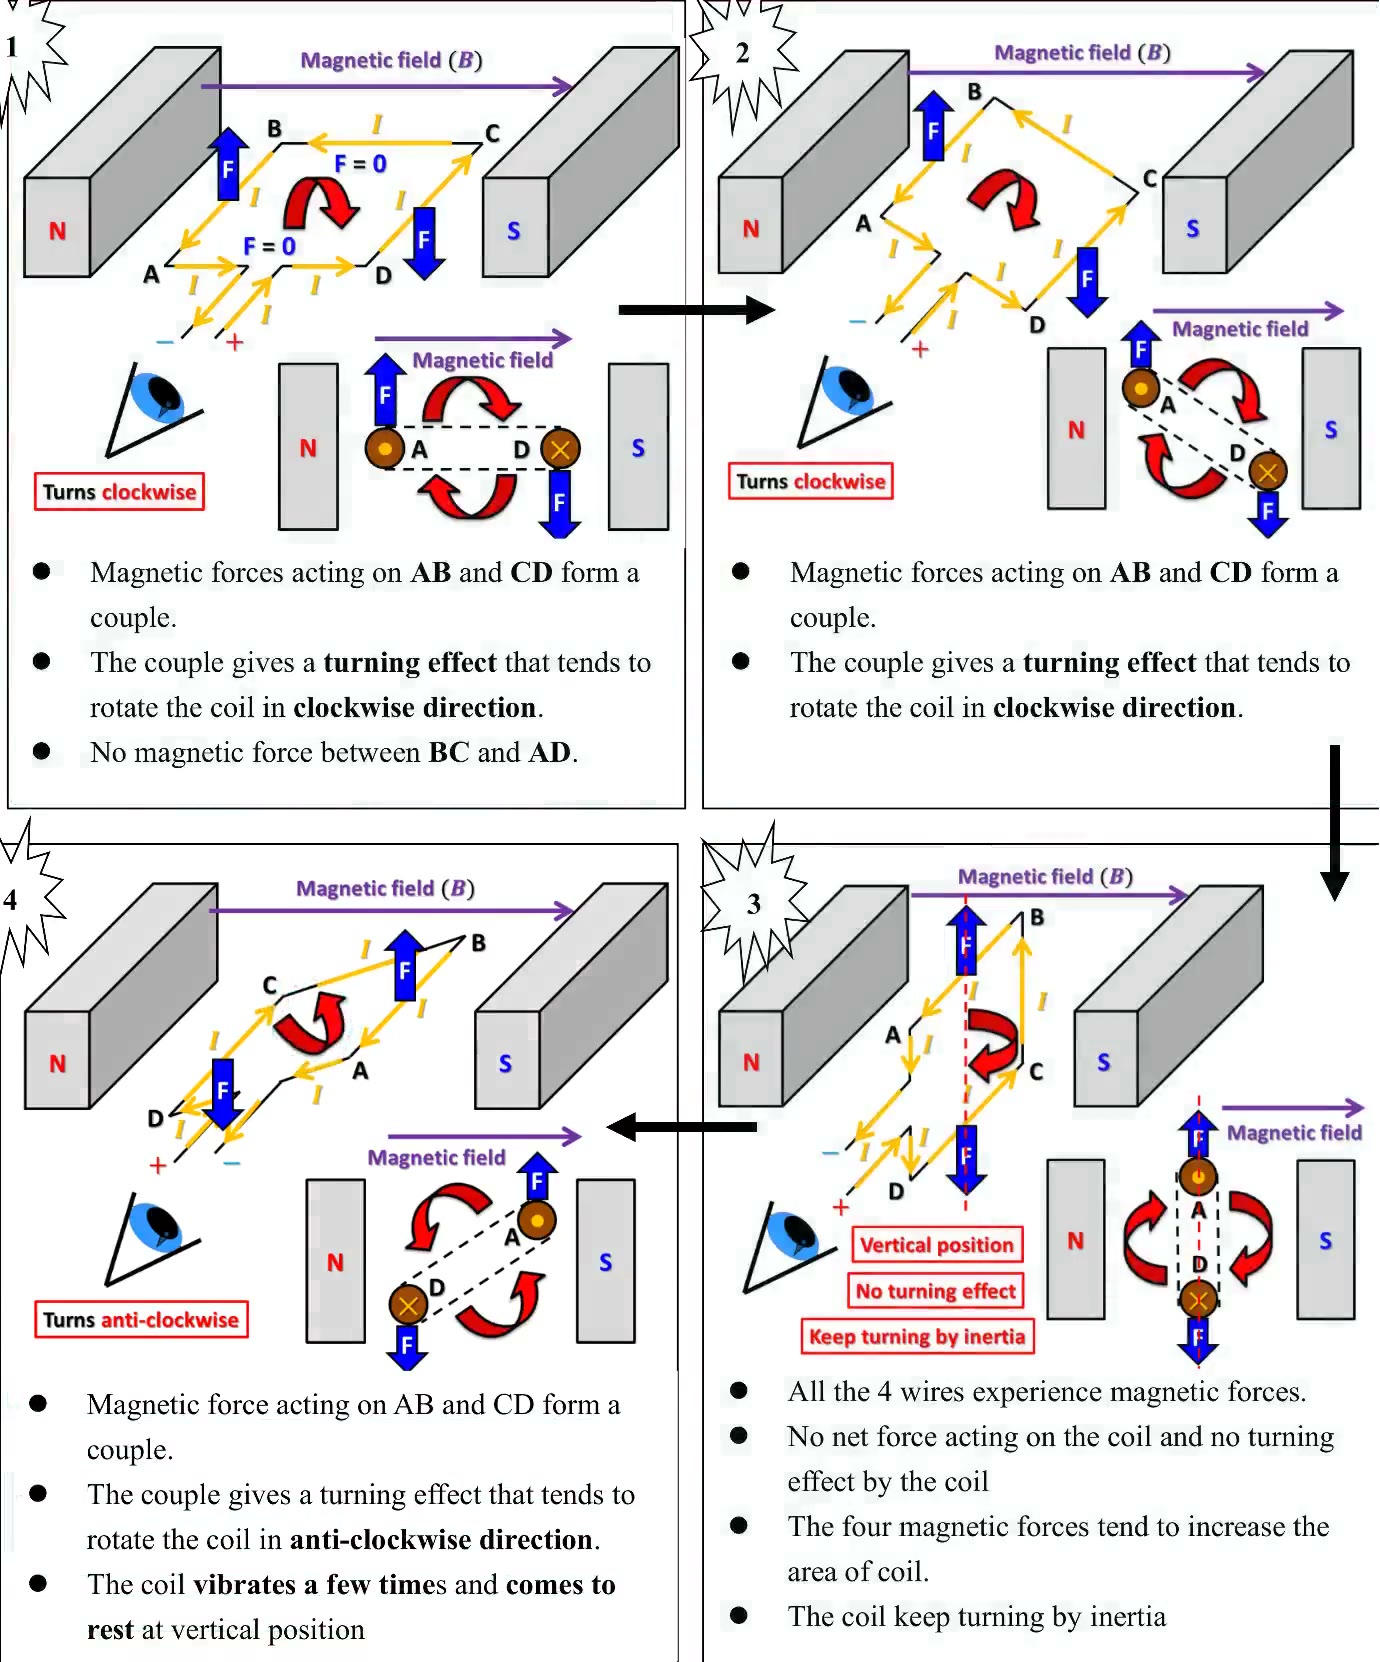 1
Magnetic field (B)
B
I
C
F
F = 0
I
I
N
F = 0
F
S
A
I
I
D
I
−
+
Magnetic field
F
N
A
D
S
F
Turns clockwise
● Magnetic forces acting on AB and CD form a
couple.
● The couple gives a turning effect that tends to
rotate the coil in clockwise direction.
● No magnetic force between BC and AD.
2
Magnetic field (B)
B
F
I
I
C
A
N
S
I
I
I
F
D
−
I
+
Magnetic field
F
A
N
S
D
F
Turns clockwise
● Magnetic forces acting on AB and CD form a
couple.
● The couple gives a turning effect that tends to
rotate the coil in clockwise direction.
3
Magnetic field (B)
B
F
I
I
A
I
N
S
C
I
I
I
F
D
−
+
Magnetic field
F
A
N
S
D
F
Vertical position
No turning effect
Keep turning by inertia
● All the 4 wires experience magnetic forces.
● No net force acting on the coil and no turning
effect by the coil
● The four magnetic forces tend to increase the
area of coil.
● The coil keep turning by inertia
4
Magnetic field (B)
I
B
F
C
I
I
N
S
A
F
I
D
I
+
−
Magnetic field
F
A
N
S
D
F
Turns anti-clockwise
● Magnetic force acting on AB and CD form a
couple.
● The couple gives a turning effect that tends to
rotate the coil in anti-clockwise direction.
● The coil vibrates a few times and comes to
rest at vertical position